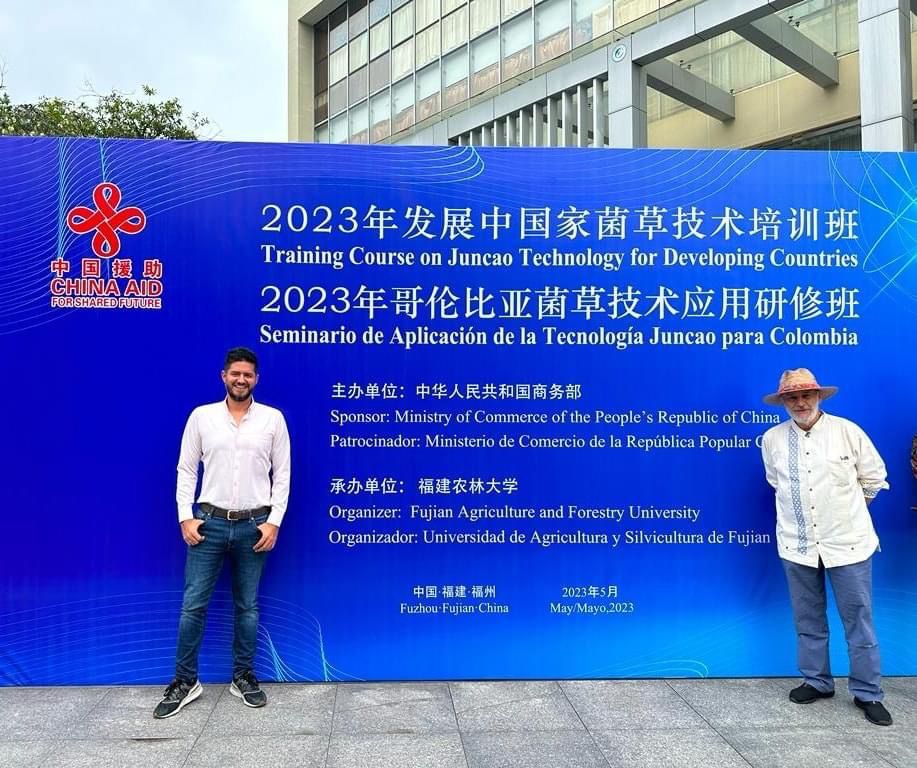 中国援助
CHINA AID
FOR SHARED FUTURE
2023年发展中国家菌草技术培训班
Training Course on Juncao Technology for Developing Countries
2023年哥伦比亚菌草技术应用研修班
Seminario de Aplicación de la Tecnología Juncao para Colombia
主办单位：中华人民共和国商务部
Sponsor: Ministry of Commerce of the People's Republic of China
Patrocinador: Ministerio de Comercio de la República Popular
承办单位：福建农林大学
Organizer: Fujian Agriculture and Forestry University
Organizador: Universidad de Agricultura y Silvicultura de Fujian
中国·福建·福州 2023年5月
Fuzhou·Fujian·China May/Mayo,2023